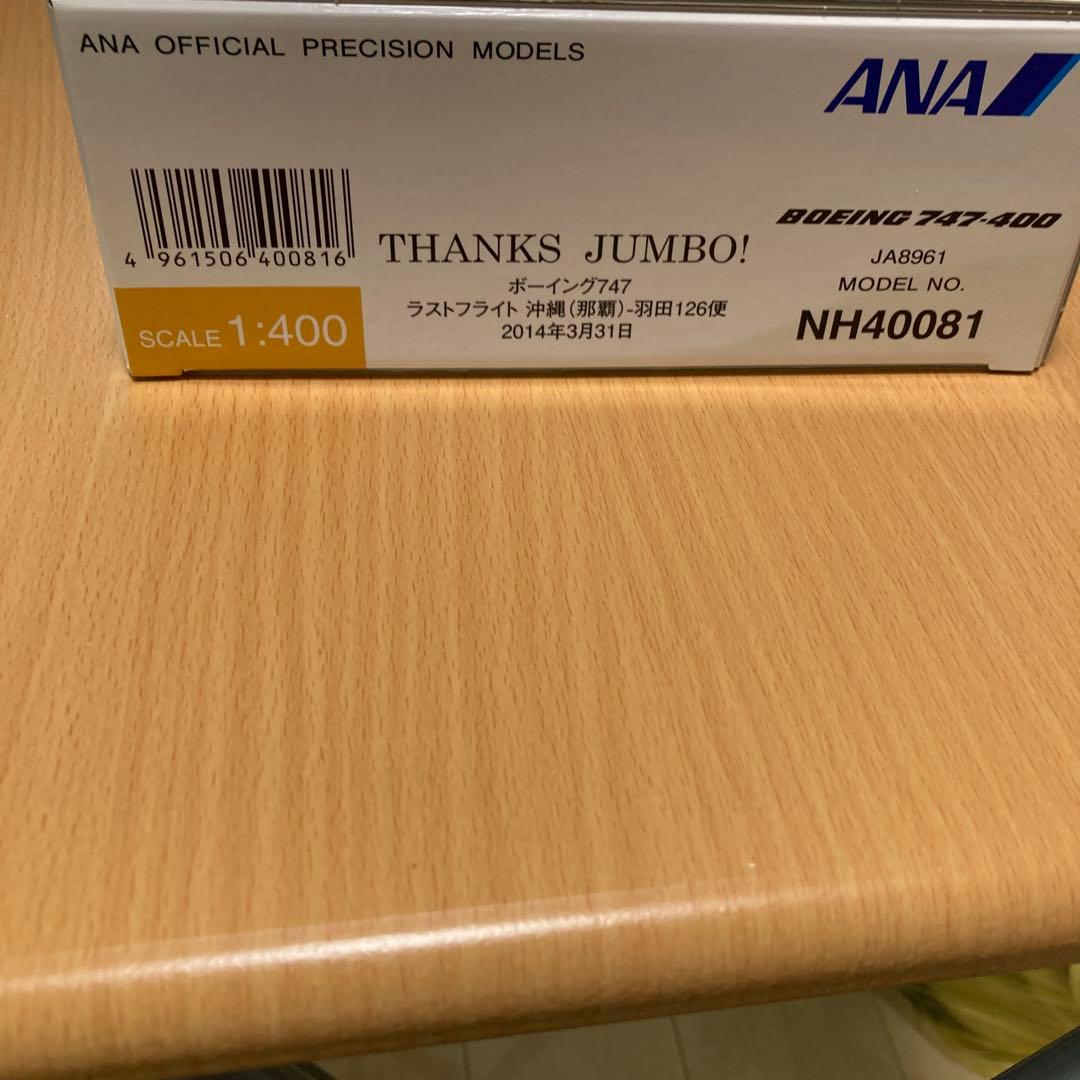 ANA OFFICIAL PRECISION MODELS
ANA
4 961506 400816
SCALE 1:400
THANKS JUMBO!
ボーイング747
ラストフライト 沖縄(那覇)-羽田126便
2014年3月31日
BOEING 747-400
JA8961
MODEL NO.
NH40081